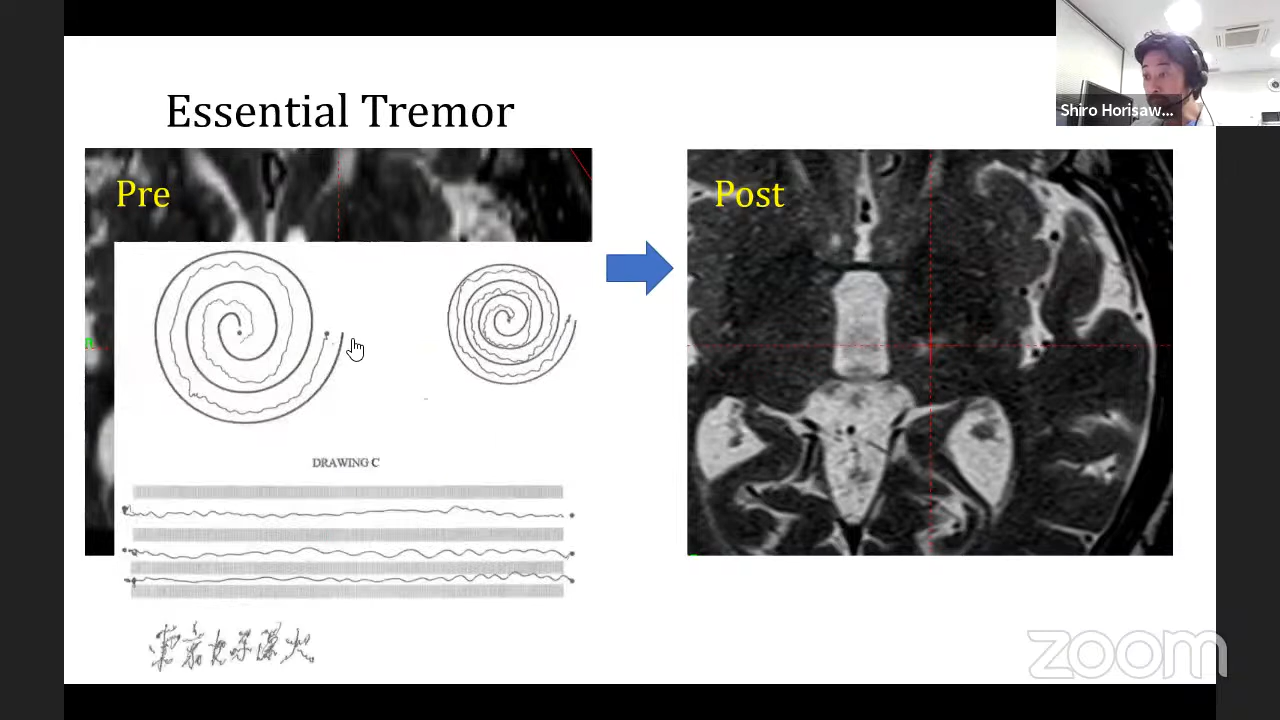 Essential Tremor
Shiro Horisaw...
Pre
Post
DRAWING C
zoom